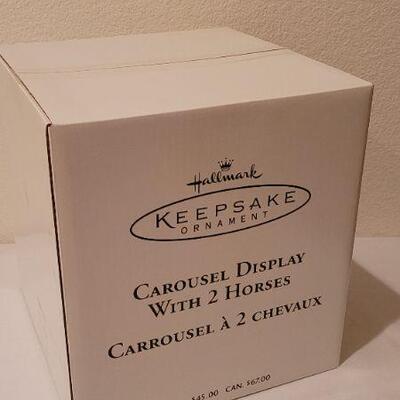 Hallmark
KEEPSAKE
ORNAMENT
CAROUSEL DISPLAY
WITH 2 HORSES
CARROUSEL À 2 CHEVAUX
$45.00 CAN. $67.00